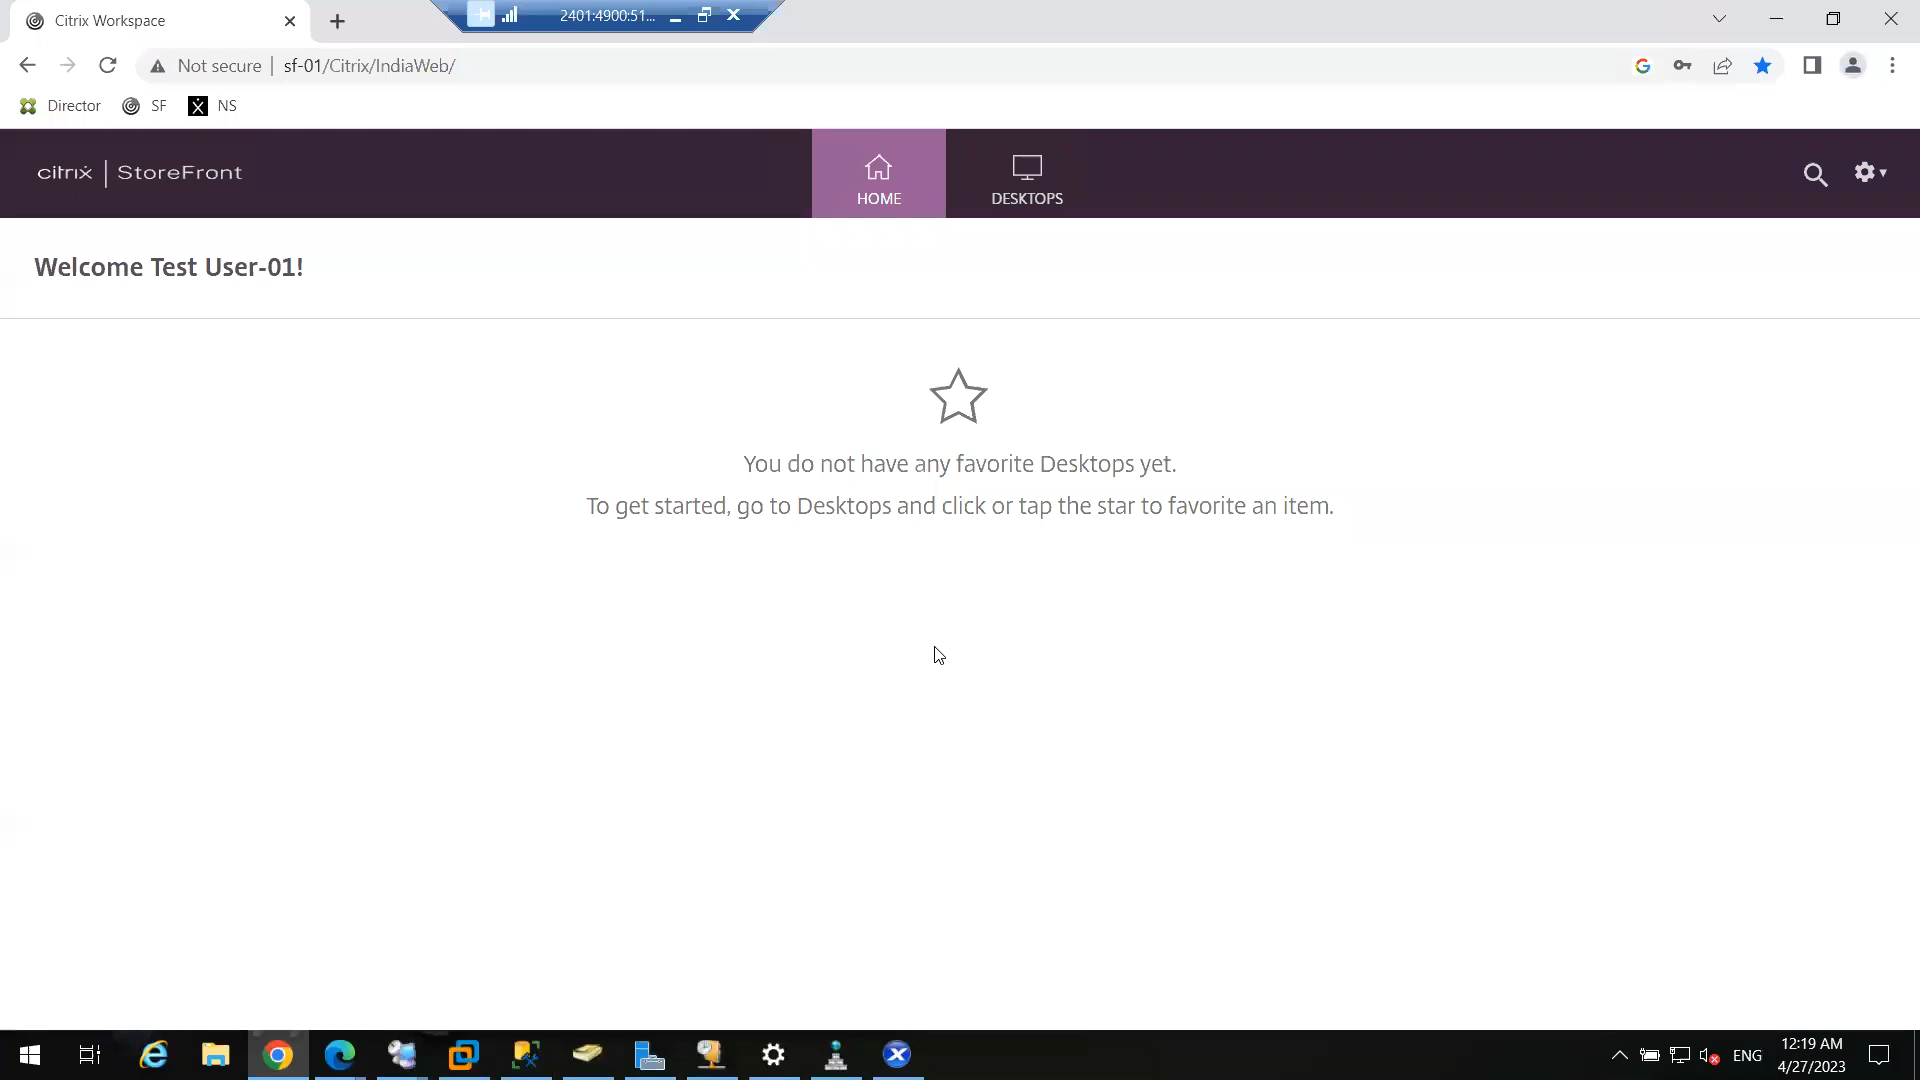 Citrix Workspace
2401:4900:51...
Not secure | sf-01/Citrix/IndiaWeb/
Director
SF
NS
citrix | StoreFront
HOME
DESKTOPS
Welcome Test User-01!
You do not have any favorite Desktops yet.
To get started, go to Desktops and click or tap the star to favorite an item.
ENG
12:19 AM
4/27/2023